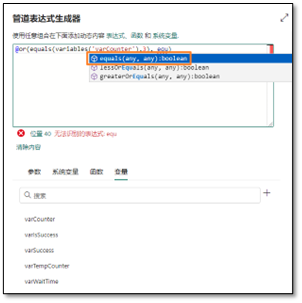 管道表达式生成器
使用任意组合在下面添加动态内容 表达式、函数 和 系统变量.
@or(equals(variables('varCounter'),3), equ)
equals(any, any):boolean
lessOrEquals(any, any):boolean
greaterOrEquals(any, any):boolean
位置 40 无法识别的表达式: equ
清除内容
参数 系统变量 函数 变量
搜索
varCounter
varIsSuccess
varSuccess
varTempCounter
varWaitTime